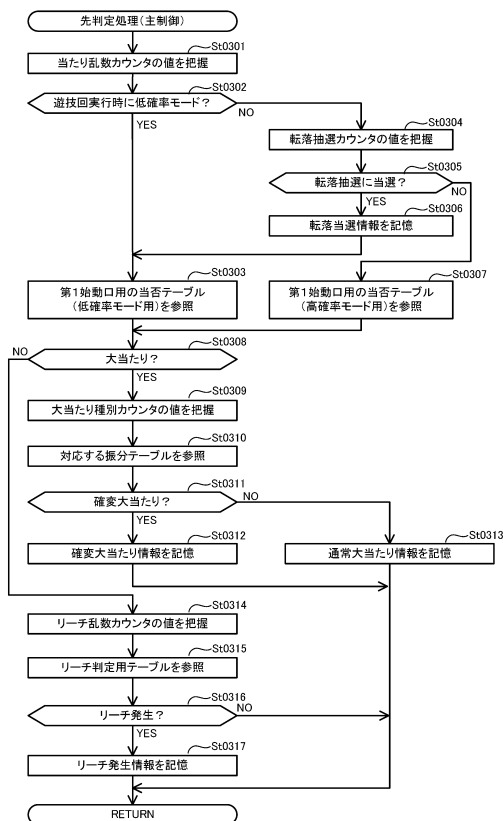 先判定処理(主制御)
St0301
当たり乱数カウンタの値を把握
St0302
遊技回実行時に低確率モード?
NO
YES
St0304
転落抽選カウンタの値を把握
St0305
転落抽選に当選?
NO
YES
St0306
転落当選情報を記憶
St0303
第1始動口用の当否テーブル
(低確率モード用)を参照
St0307
第1始動口用の当否テーブル
(高確率モード用)を参照
St0308
NO
大当たり?
YES
St0309
大当たり種別カウンタの値を把握
St0310
対応する振分テーブルを参照
St0311
確変大当たり?
NO
YES
St0312
確変大当たり情報を記憶
St0313
通常大当たり情報を記憶
St0314
リーチ乱数カウンタの値を把握
St0315
リーチ判定用テーブルを参照
St0316
リーチ発生?
NO
YES
St0317
リーチ発生情報を記憶
RETURN